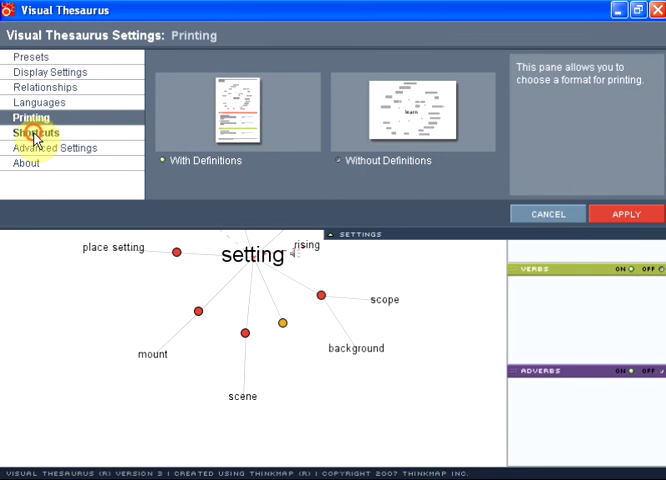 Visual Thesaurus
Visual Thesaurus Settings: Printing
Presets
Display Settings
Relationships
Languages
Printing
Shortcuts
Advanced Settings
About
learn
With Definitions
Without Definitions
This pane allows you to
choose a format for printing.
CANCEL
APPLY
SETTINGS
place setting
setting
rising
scope
mount
background
scene
VERBS ON OFF
ADVERBS ON OFF
VISUAL THESAURUS (R) VERSION 3 | CREATED USING THINKMAP (R) | COPYRIGHT 2007 THINKMAP INC.